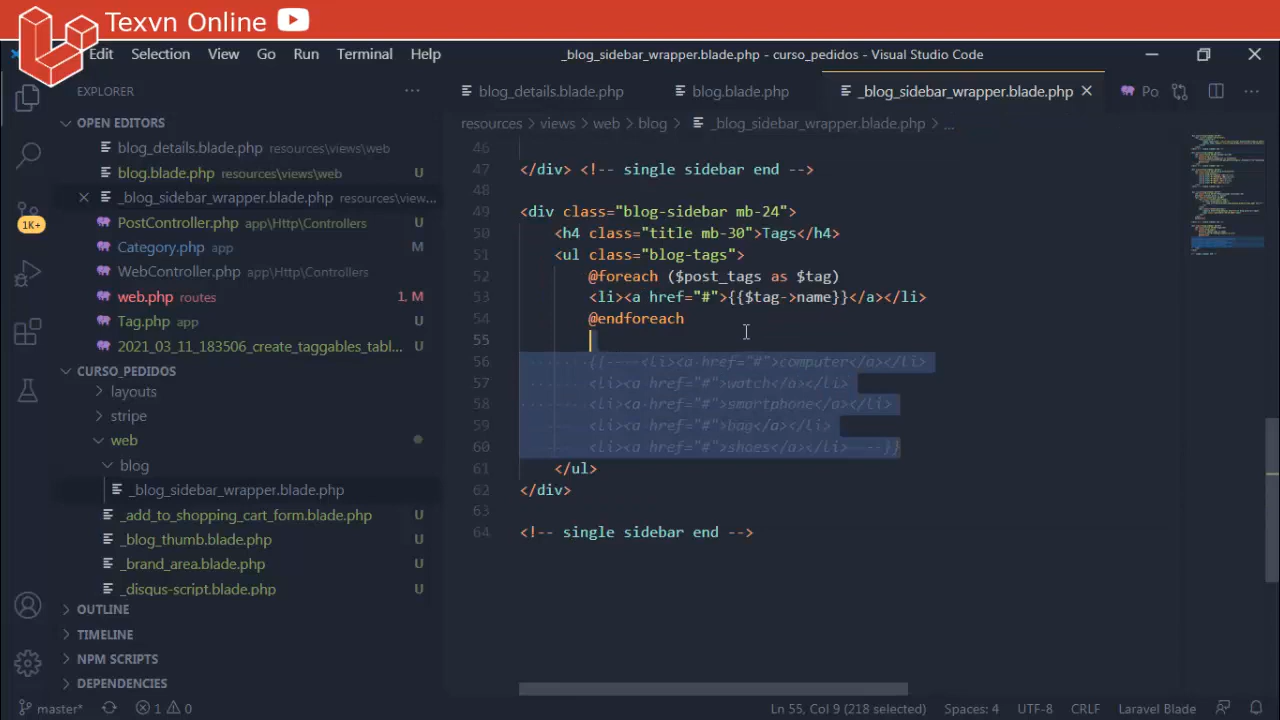 Texvn Online
Edit Selection View Go Run Terminal Help _blog_sidebar_wrapper.blade.php - curso_pedidos - Visual Studio Code
EXPLORER ···
blog_details.blade.php blog.blade.php _blog_sidebar_wrapper.blade.php Po ···
OPEN EDITORS
resources > views > web > blog > _blog_sidebar_wrapper.blade.php > ...
blog_details.blade.php resources\views\web
blog.blade.php resources\views\web U
_blog_sidebar_wrapper.blade.php resources\view...
PostController.php app\Http\Controllers U
Category.php app M
WebController.php app\Http\Controllers
web.php routes 1, M
Tag.php app U
2021_03_11_183506_create_taggables_tabl... U
1K+
CURSO_PEDIDOS
layouts
stripe
web
blog
_blog_sidebar_wrapper.blade.php
_add_to_shopping_cart_form.blade.php U
_blog_thumb.blade.php U
_brand_area.blade.php U
_disqus-script.blade.php U
OUTLINE
TIMELINE
NPM SCRIPTS
DEPENDENCIES
46
47 </div> <!-- single sidebar end -->
48
49 <div class="blog-sidebar mb-24">
50 <h4 class="title mb-30">Tags</h4>
51 <ul class="blog-tags">
52 @foreach ($post_tags as $tag)
53 <li><a href="#">{{$tag->name}}</a></li>
54 @endforeach
55
56 {{-- <li><a href="#">computer</a></li>
57 <li><a href="#">watch</a></li>
58 <li><a href="#">smartphone</a></li>
59 <li><a href="#">bag</a></li>
60 <li><a href="#">shoes</a></li> --}}
61 </ul>
62 </div>
63
64 <!-- single sidebar end -->
master* 1 0 Ln 55, Col 9 (218 selected) Spaces: 4 UTF-8 CRLF Laravel Blade